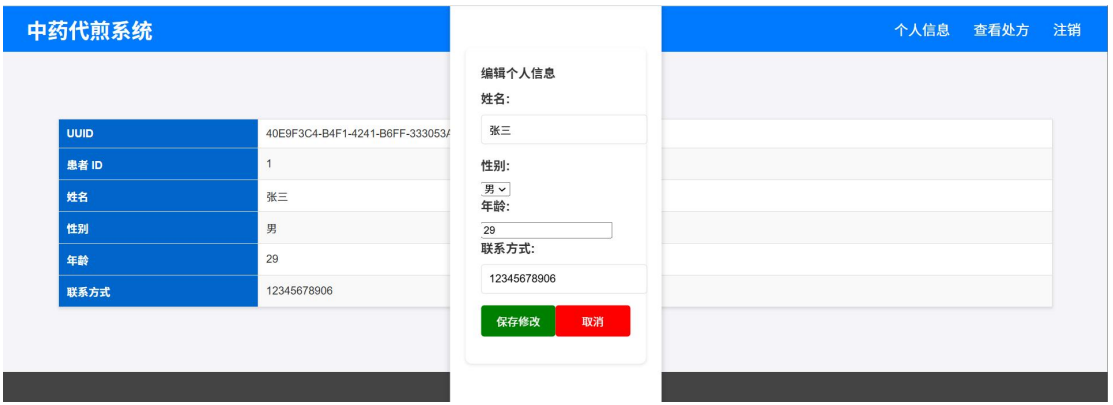 中药代煎系统
个人信息 查看处方 注销
UUID 40E9F3C4-B4F1-4241-B6FF-333053
患者 ID 1
姓名 张三
性别 男
年龄 29
联系方式 12345678906
编辑个人信息
姓名:
张三
性别:
男
年龄:
29
联系方式:
12345678906
保存修改 取消